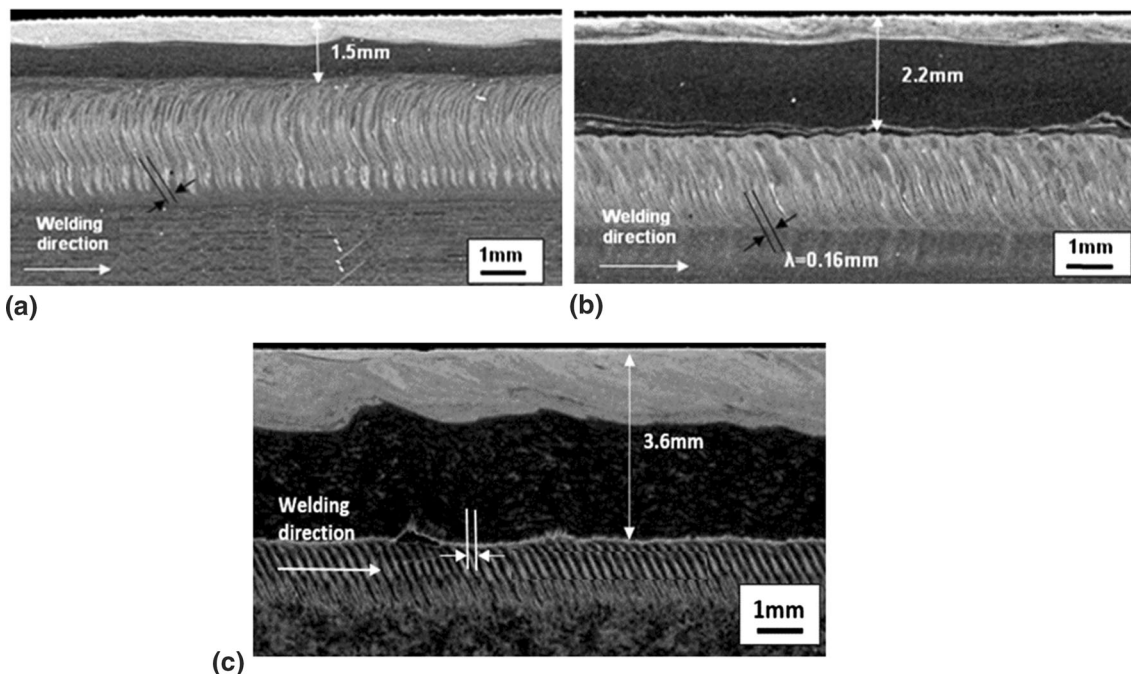 1.5mm
Welding
direction
1mm
(a)
2.2mm
Welding
direction
λ=0.16mm
1mm
(b)
3.6mm
Welding
direction
1mm
(c)